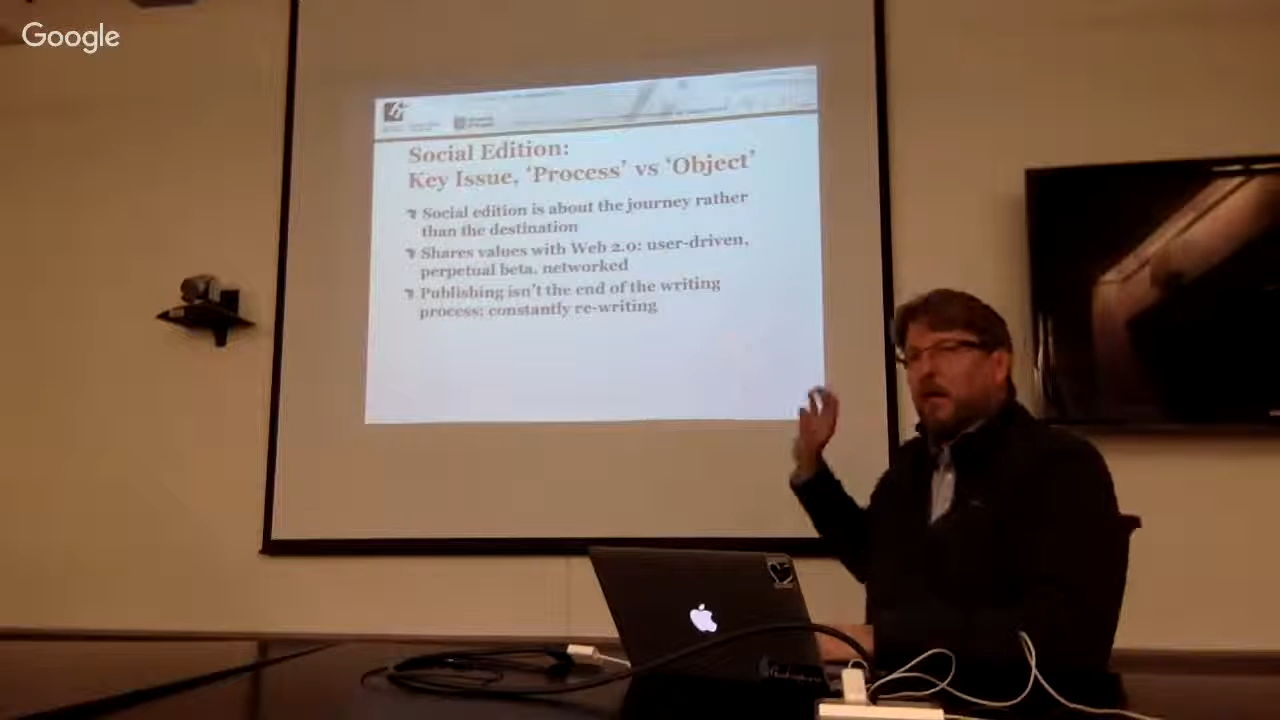 Google
Social Edition:
Key Issue, ‘Process’ vs ‘Object’
Social edition is about the journey rather
than the destination
Shares values with Web 2.0: user-driven,
perpetual beta, networked
Publishing isn't the end of the writing
process; constantly re-writing